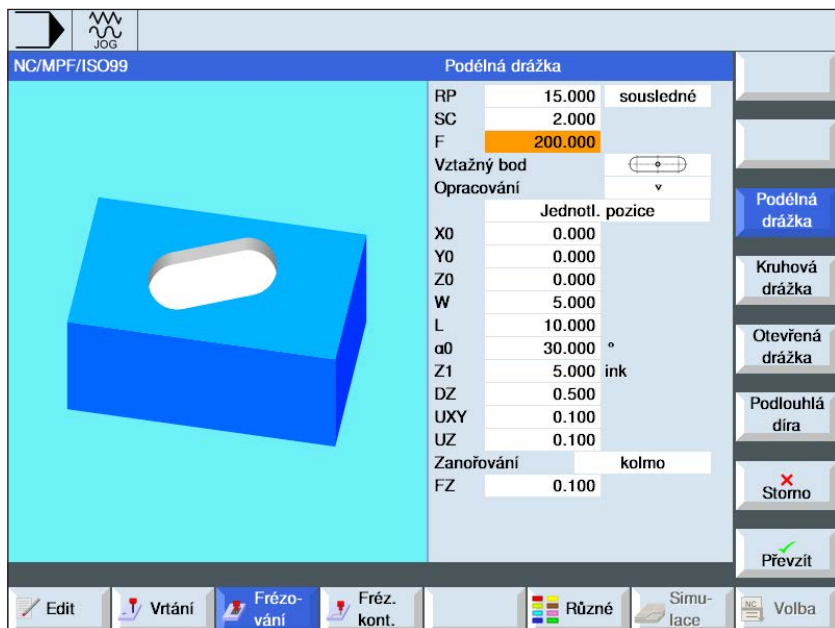 JOG
NC/MPF/ISO99
Podélná drážka
RP 15.000 sousledné
SC 2.000
F 200.000
Vztažný bod
Opracování ▿
Jednotl. pozice
X0 0.000
Y0 0.000
Z0 0.000
W 5.000
L 10.000
α0 30.000 °
Z1 5.000 ink
DZ 0.500
UXY 0.100
UZ 0.100
Zanořování kolmo
FZ 0.100
Podélná
drážka
Kruhová
drážka
Otevřená
drážka
Podlouhlá
díra
Storno
Převzít
Edit
Vrtání
Frézo-
vání
Fréz.
kont.
Různé
Simu-
lace
NC
Volba